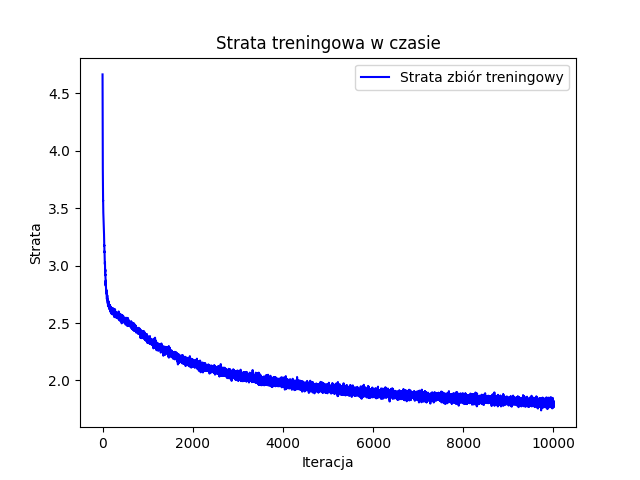 Strata treningowa w czasie
Strata zbiór treningowy
4.5
4.0
3.5
3.0
2.5
2.0
Strata
0 2000 4000 6000 8000 10000
Iteracja